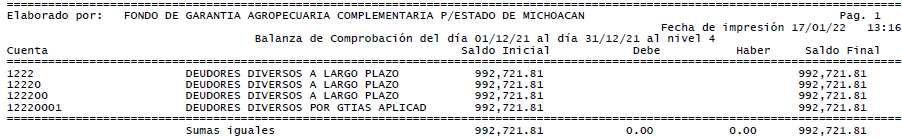 Elaborado por: FONDO DE GARANTIA AGROPECUARIA COMPLEMENTARIA P/ESTADO DE MICHOACAN Pag. 1
Fecha de impresión 17/01/22 13:16
Balanza de Comprobación del día 01/12/21 al día 31/12/21 al nivel 4
Cuenta Saldo Inicial Debe Haber Saldo Final
1222 DEUDORES DIVERSOS A LARGO PLAZO 992,721.81 992,721.81
12220 DEUDORES DIVERSOS A LARGO PLAZO 992,721.81 992,721.81
122200 DEUDORES DIVERSOS A LARGO PLAZO 992,721.81 992,721.81
12220001 DEUDORES DIVERSOS POR GTIAS APLICAD 992,721.81 992,721.81
Sumas iguales 992,721.81 0.00 0.00 992,721.81